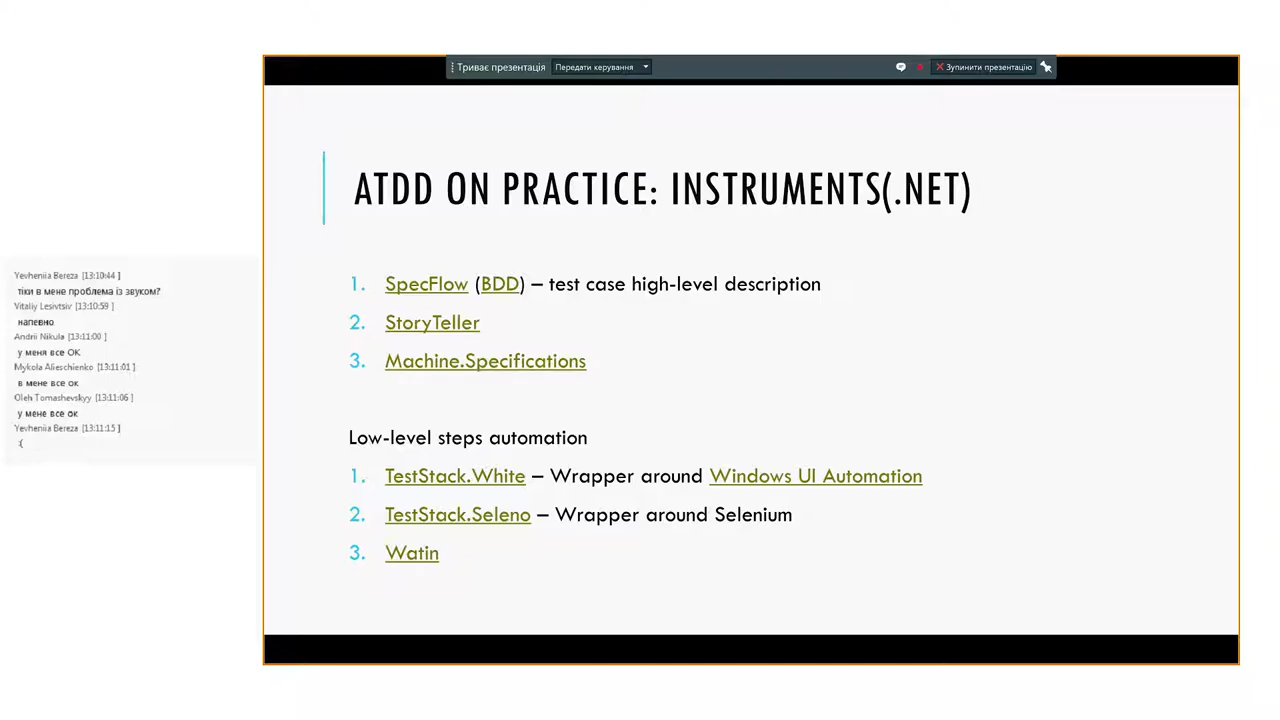 Триває презентація Передати керування Зупинити презентацію
ATDD ON PRACTICE: INSTRUMENTS(.NET)
1. SpecFlow (BDD) – test case high-level description
2. StoryTeller
3. Machine.Specifications
Low-level steps automation
1. TestStack.White – Wrapper around Windows UI Automation
2. TestStack.Seleno – Wrapper around Selenium
3. Watin
Yevheniia Bereza [13:10:44 ]
тіки в мене проблема із звуком?
Vitaliy Lesivtsiv [13:10:59 ]
напевно
Andrii Nikula [13:11:00 ]
у меня все ОК
Mykola Alieschienko [13:11:01 ]
в мене все ок
Oleh Tomashevskyy [13:11:06 ]
у мене все ок
Yevheniia Bereza [13:11:15 ]
:(